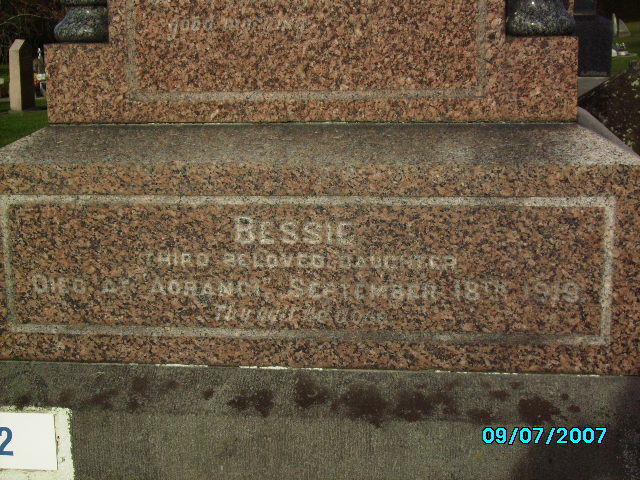 BESSIE
THIRD BELOVED DAUGHTER
DIED AT "AORANGI", SEPTEMBER 18TH 1919.
Thy will be done.
2
09/07/2007